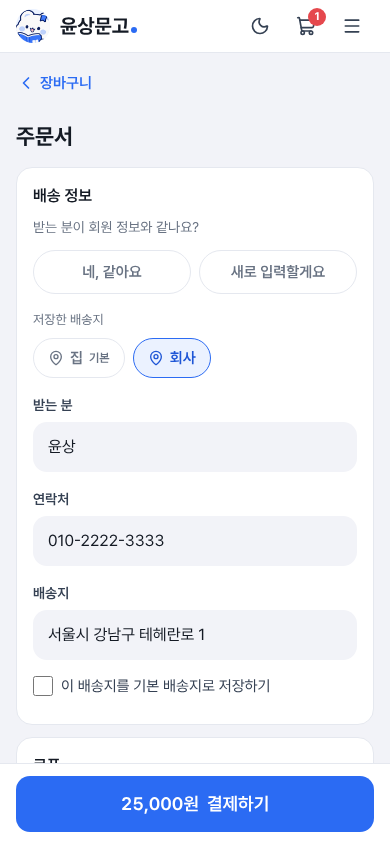 윤상문고
1
장바구니
주문서
배송 정보
받는 분이 회원 정보와 같나요?
네, 같아요
새로 입력할게요
저장한 배송지
집 기본
회사
받는 분
윤상
연락처
010-2222-3333
배송지
서울시 강남구 테헤란로 1
이 배송지를 기본 배송지로 저장하기
25,000원 결제하기